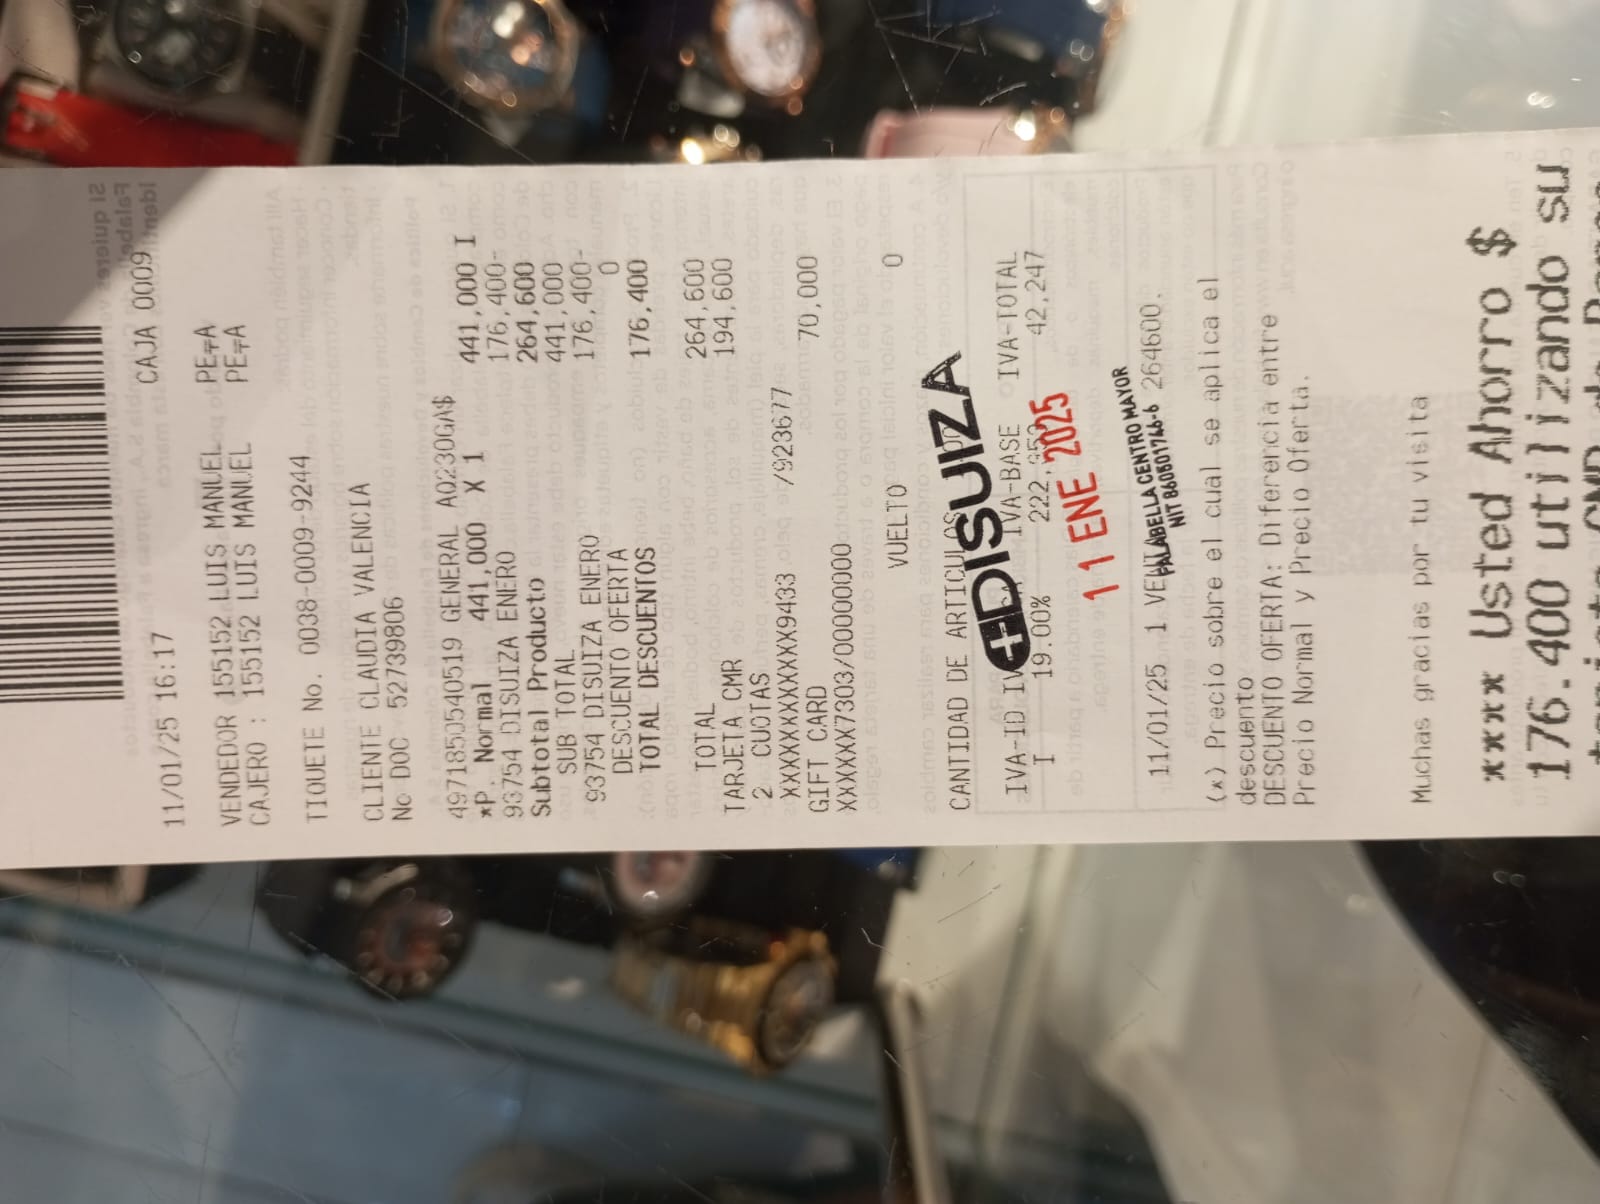 CAJA 0009
11/01/25 16:17
VENDEDOR 155152 LUIS MANUEL
CAJERO : 155152 LUIS MANUEL
TIQUETE No. 0038-0009-9244
CLIENTE CLAUDIA VALENCIA
No DOC 52739806
4971850540519 GENERAL A0230GA$
*P. Normal 441,000 X 1 441,000 I
93754 DISUIZA ENERO 176,400-
Subtotal Producto 264,600
SUB TOTAL 441,000
93754 DISUIZA ENERO 176,400-
DESCUENTO OFERTA 0
TOTAL DESCUENTOS 176,400
TOTAL 264,600
TARJETA CMR 194,600
2 CUOTAS
XXXXXXXXXXXX9433 /923677
GIFT CARD 70,000
XXXXXX7303/000000000
VUELTO 0
CANTIDAD DE ARTICULOS
DISUIZA
IVA-ID IVA-BASE IVA-TOTAL
I 19.00% 42,247
11 ENE 2025
FALABELLA CENTRO MAYOR
NIT 860501746-6
11/01/25 1 264600.
(*) Precio sobre el cual se aplica el
descuento
DESCUENTO OFERTA: Diferencia entre
Precio Normal y Precio Oferta.
Muchas gracias por tu visita
**** Usted Ahorro $
176.400 utilizando su